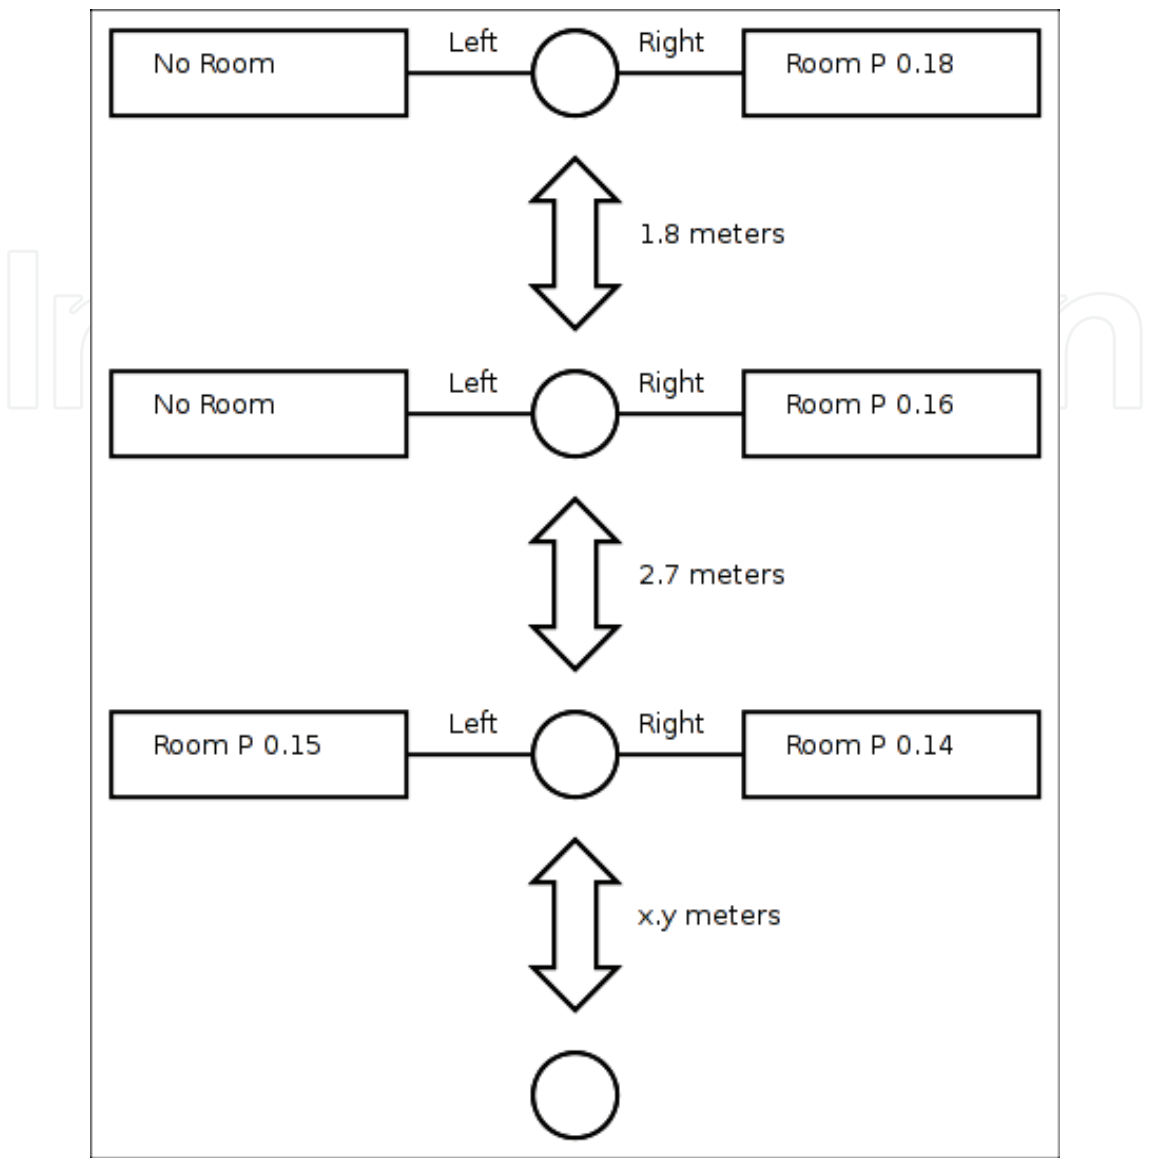 No Room Left Right Room P 0.18
1.8 meters
No Room Left Right Room P 0.16
2.7 meters
Room P 0.15 Left Right Room P 0.14
x.y meters